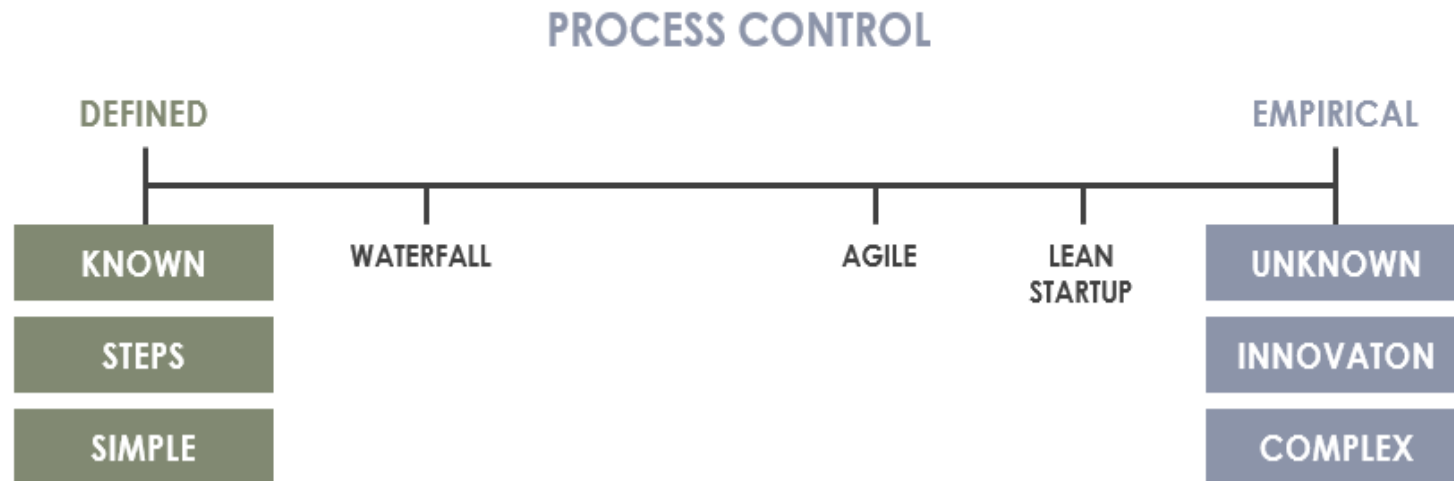 PROCESS CONTROL
DEFINED
EMPIRICAL
KNOWN
WATERFALL
AGILE
LEAN
STARTUP
UNKNOWN
STEPS
INNOVATON
SIMPLE
COMPLEX